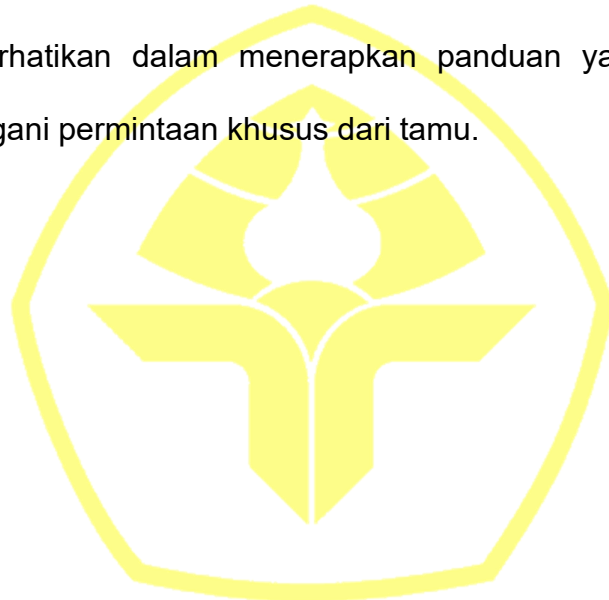 rhatikan dalam menerapkan panduan ya
gani permintaan khusus dari tamu.